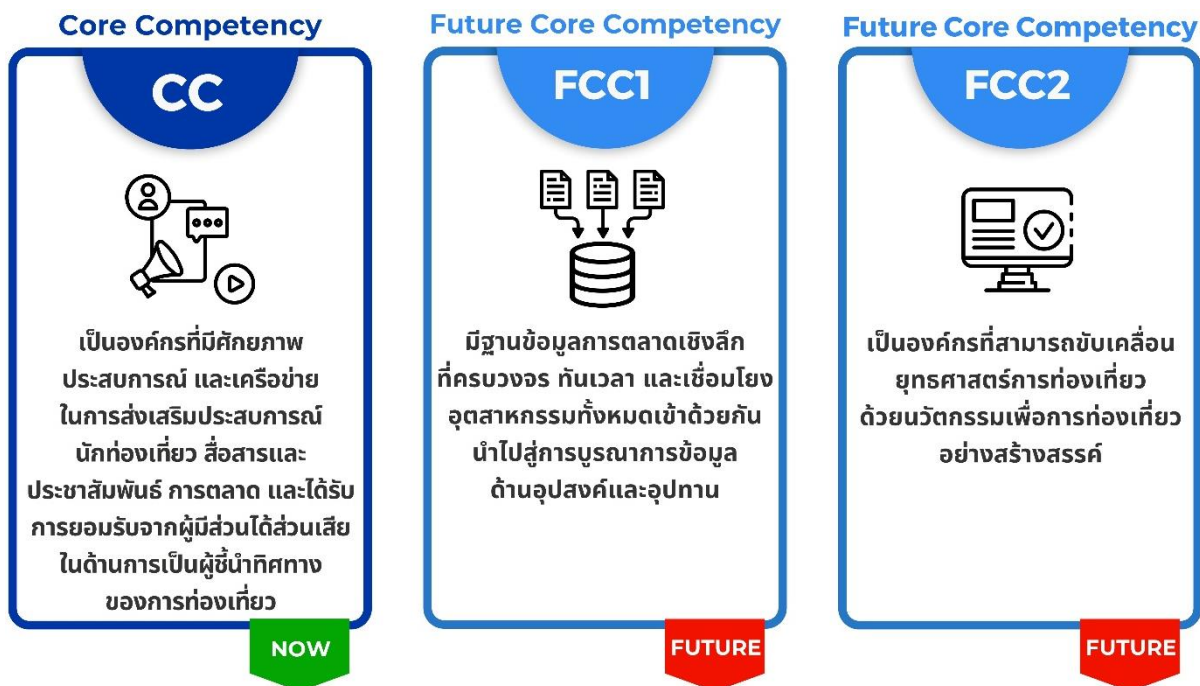 Core Competency
CC
เป็นองค์กรที่มีศักยภาพ
ประสบการณ์ และเครือข่าย
ในการส่งเสริมประสบการณ์
นักท่องเที่ยว สื่อสารและ
ประชาสัมพันธ์ การตลาด และได้รับ
การยอมรับจากผู้มีส่วนได้ส่วนเสีย
ในด้านการเป็นผู้ชี้นำทิศทาง
ของการท่องเที่ยว
NOW
Future Core Competency
FCC1
มีฐานข้อมูลการตลาดเชิงลึก
ที่ครบวงจร ทันเวลา และเชื่อมโยง
อุตสาหกรรมทั้งหมดเข้าด้วยกัน
นำไปสู่การบูรณาการข้อมูล
ด้านอุปสงค์และอุปทาน
FUTURE
Future Core Competency
FCC2
เป็นองค์กรที่สามารถขับเคลื่อน
ยุทธศาสตร์การท่องเที่ยว
ด้วยนวัตกรรมเพื่อการท่องเที่ยว
อย่างสร้างสรรค์
FUTURE